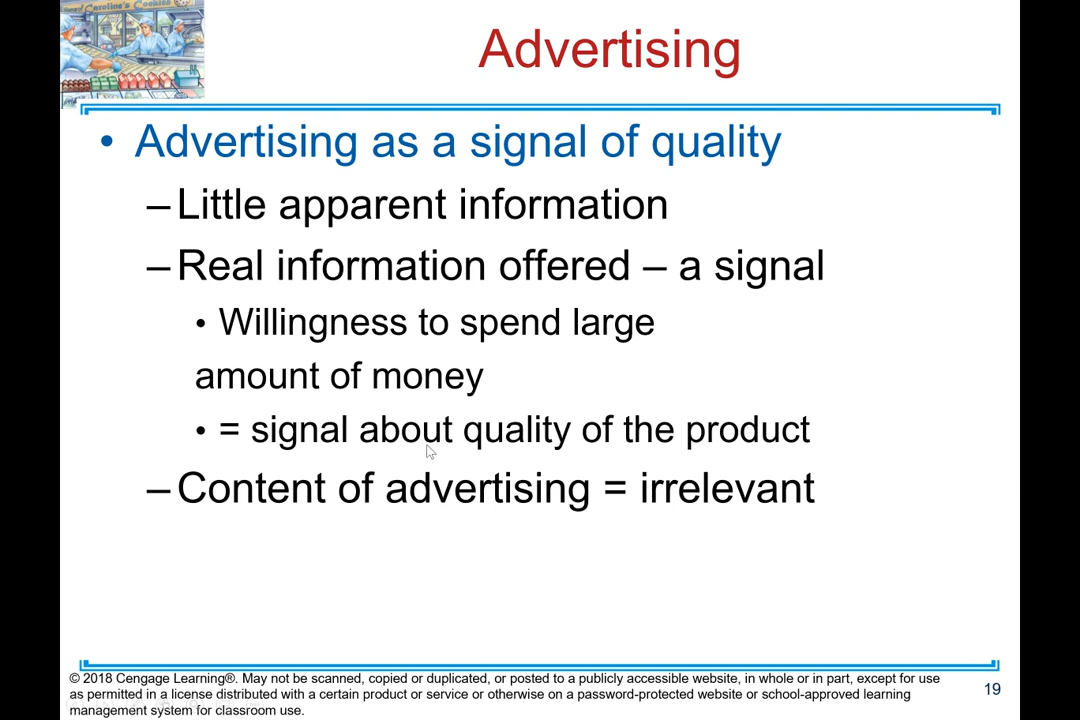 Carolina's Cookies
Advertising
• Advertising as a signal of quality
– Little apparent information
– Real information offered – a signal
• Willingness to spend large
amount of money
• = signal about quality of the product
– Content of advertising = irrelevant
© 2018 Cengage Learning®. May not be scanned, copied or duplicated, or posted to a publicly accessible website, in whole or in part, except for use
as permitted in a license distributed with a certain product or service or otherwise on a password-protected website or school-approved learning
management system for classroom use.
19